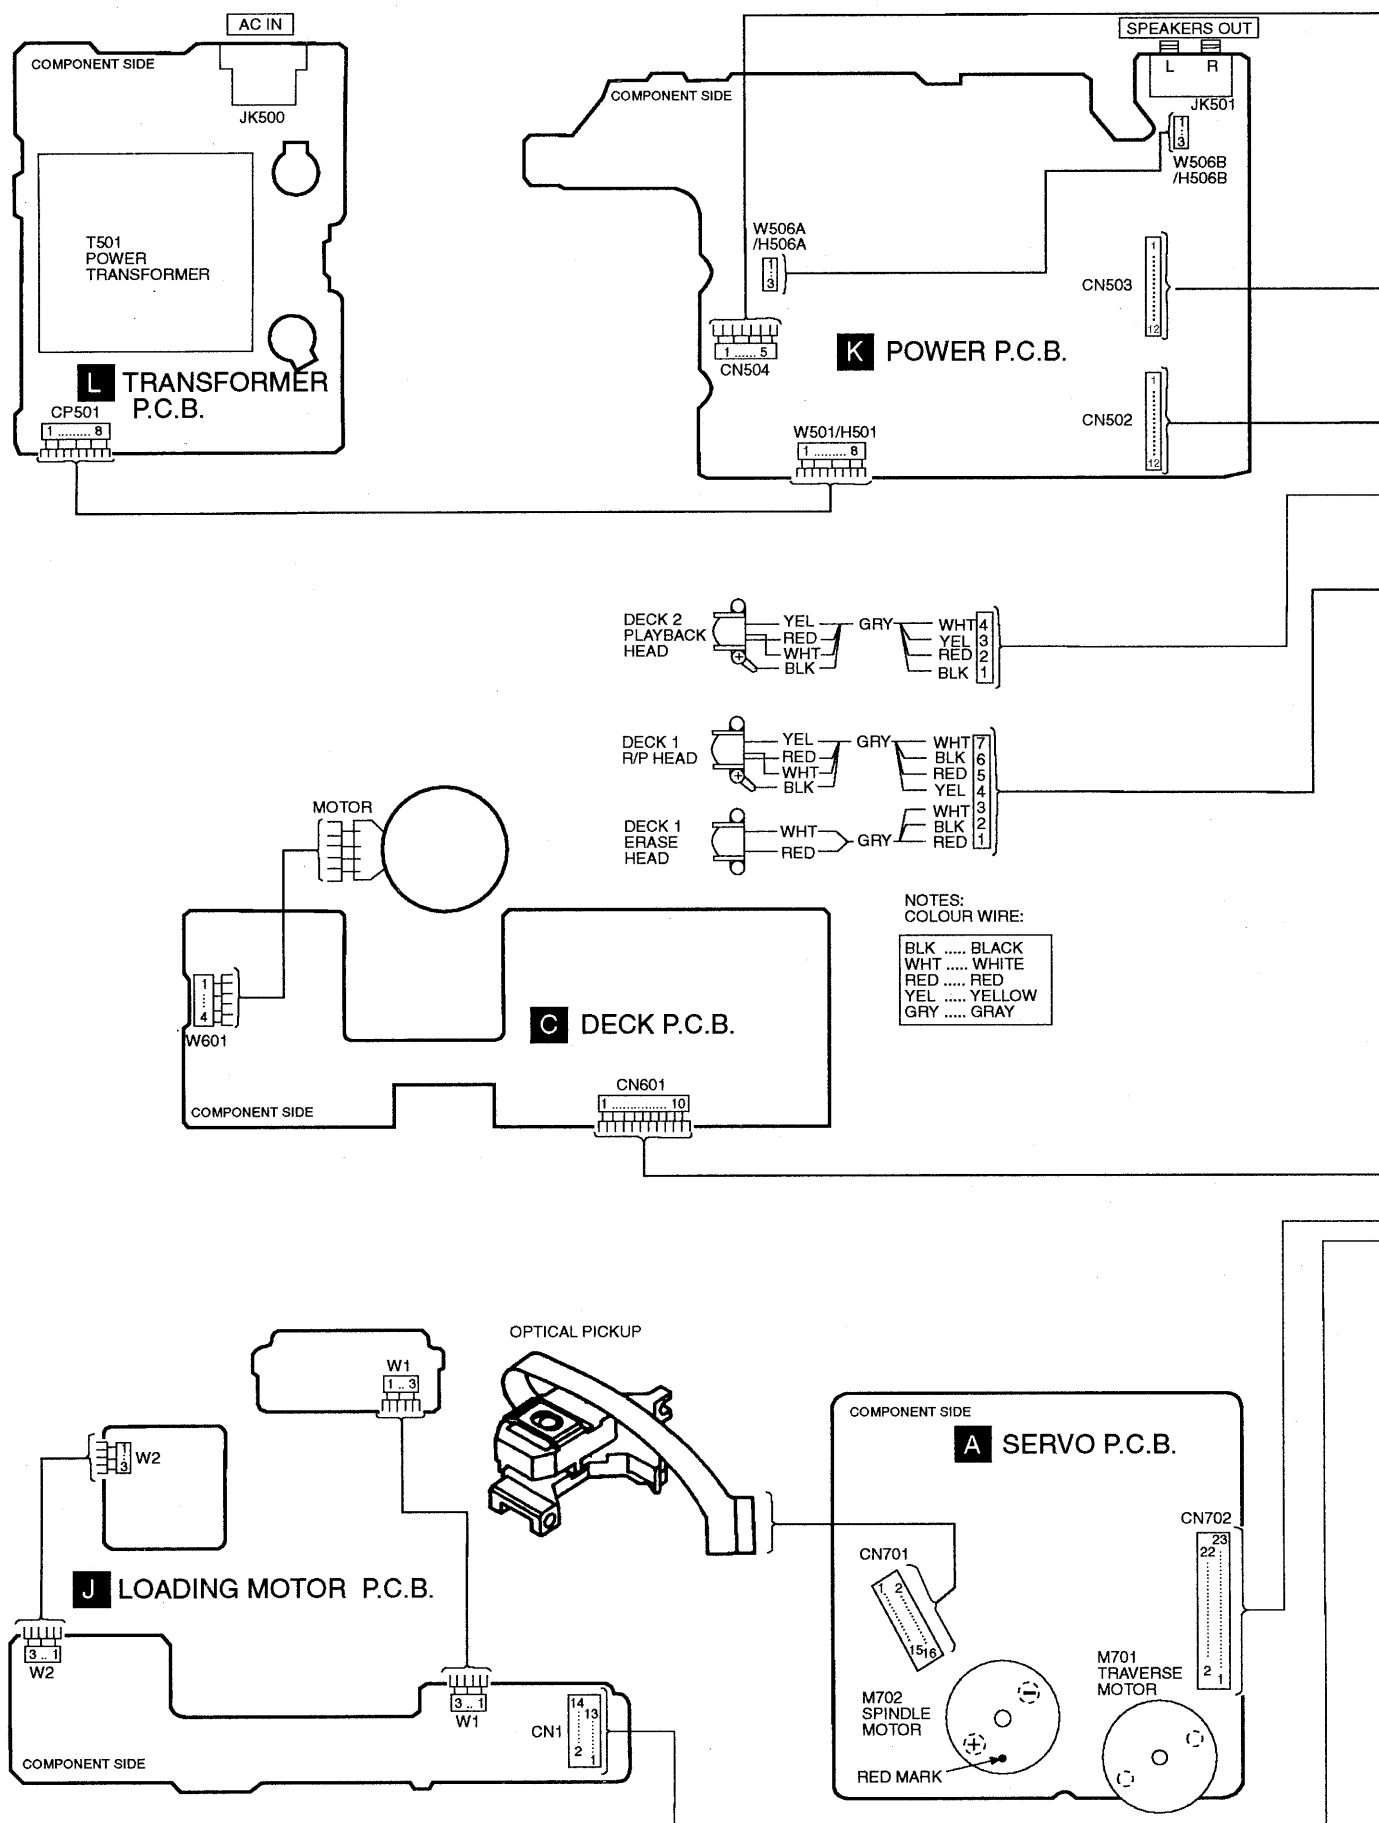 AC IN
COMPONENT SIDE
JK500
T501
POWER
TRANSFORMER
L TRANSFORMER
P.C.B.
CP501
1 ......... 8
SPEAKERS OUT
L R
JK501
COMPONENT SIDE
1
3
W506B
/H506B
W506A
/H506A
1
3
CN503
1
12
K POWER P.C.B.
1 ...... 5
CN504
CN502
1
12
W501/H501
1 ......... 8
DECK 2
PLAYBACK
HEAD
YEL
RED
WHT
BLK
GRY
WHT 4
YEL 3
RED 2
BLK 1
DECK 1
R/P HEAD
YEL
RED
WHT
BLK
GRY
WHT 7
BLK 6
RED 5
YEL 4
WHT 3
BLK 2
RED 1
DECK 1
ERASE
HEAD
WHT
RED
GRY
MOTOR
NOTES:
COLOUR WIRE:
BLK ..... BLACK
WHT ..... WHITE
RED ..... RED
YEL ..... YELLOW
GRY ..... GRAY
1
4
W601
C DECK P.C.B.
CN601
1 ............... 10
COMPONENT SIDE
OPTICAL PICKUP
W1
1 .. 3
1
3
W2
J LOADING MOTOR P.C.B.
3 .. 1
W2
3 .. 1
W1
CN1
14
13
2
1
COMPONENT SIDE
COMPONENT SIDE
A SERVO P.C.B.
CN702
23
22
2
1
CN701
1 2
15 16
M701
TRAVERSE
MOTOR
M702
SPINDLE
MOTOR
RED MARK